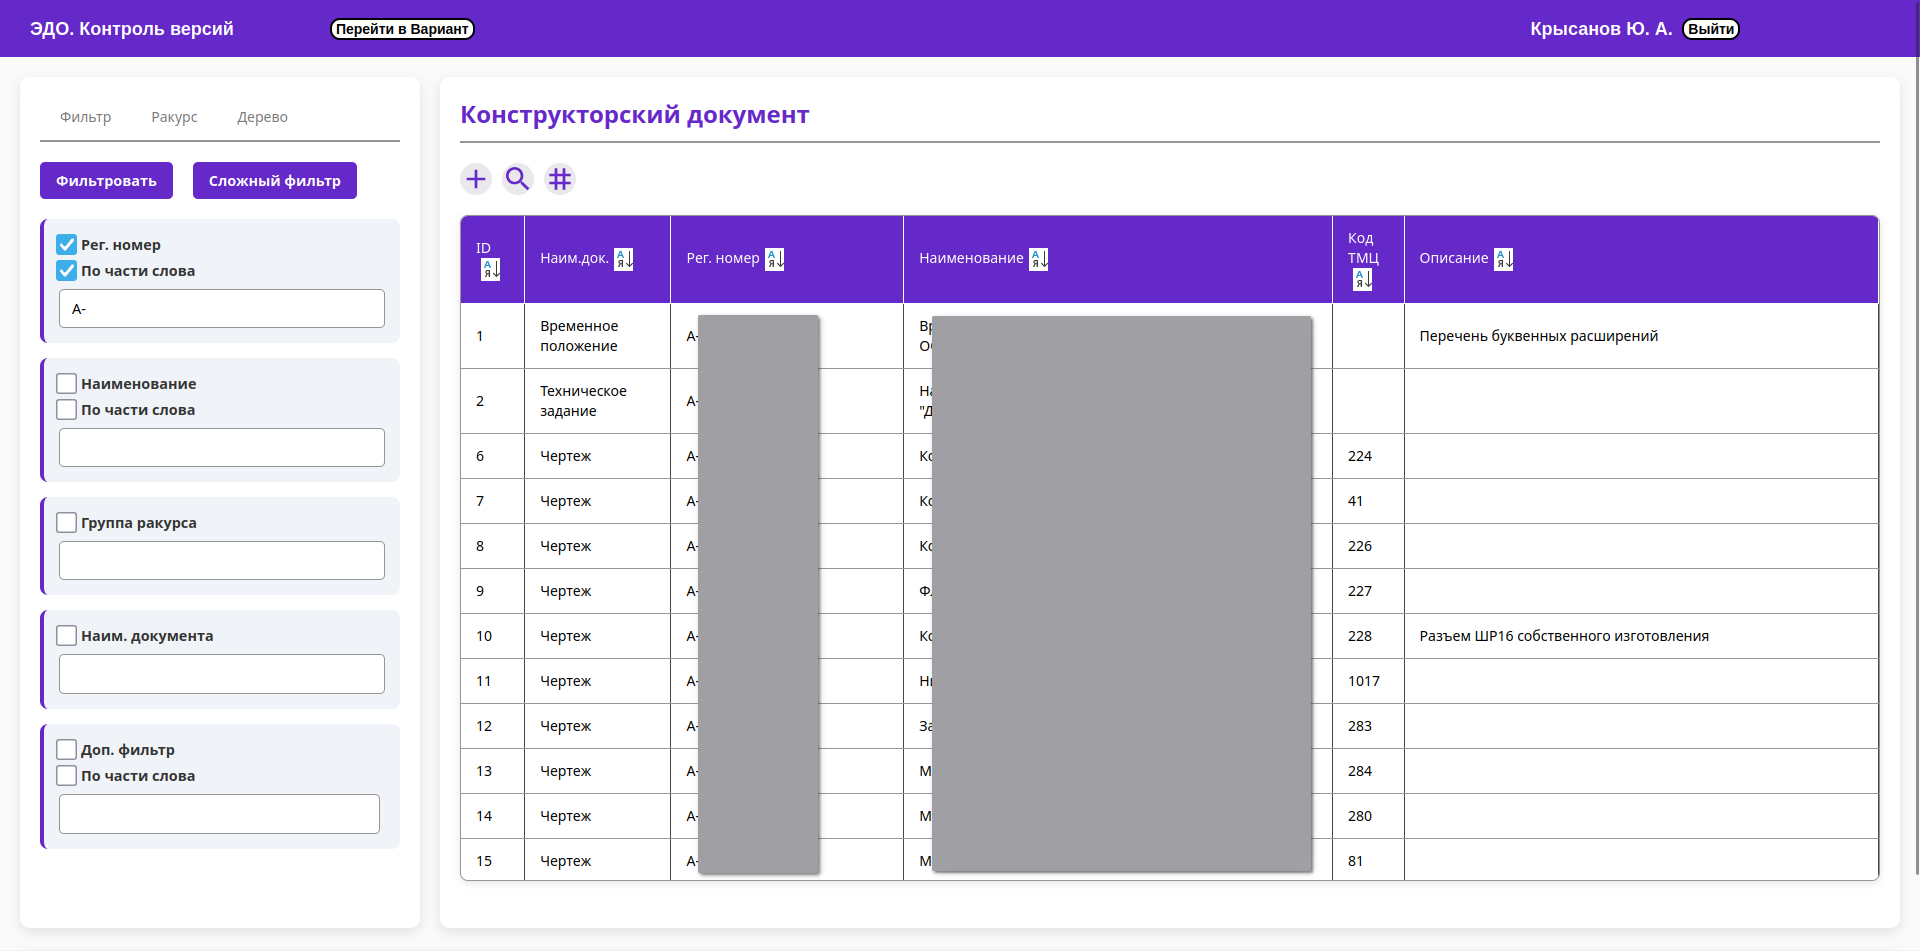 ЭДО. Контроль версий
Перейти в Вариант
Крысанов Ю. А.
Выйти
Фильтр
Ракурс
Дерево
Фильтровать
Сложный фильтр
Рег. номер
По части слова
А-
Наименование
По части слова
Группа ракурса
Наим. документа
Доп. фильтр
По части слова
Конструкторский документ
ID
Наим.док.
Рег. номер
Наименование
Код
ТМЦ
Описание
1
Временное
положение
А-
Перечень буквенных расширений
2
Техническое
задание
А-
6
Чертеж
А-
224
7
Чертеж
А-
41
8
Чертеж
А-
226
9
Чертеж
А-
227
10
Чертеж
А-
228
Разъем ШР16 собственного изготовления
11
Чертеж
А-
1017
12
Чертеж
А-
283
13
Чертеж
А-
284
14
Чертеж
А-
280
15
Чертеж
А-
81